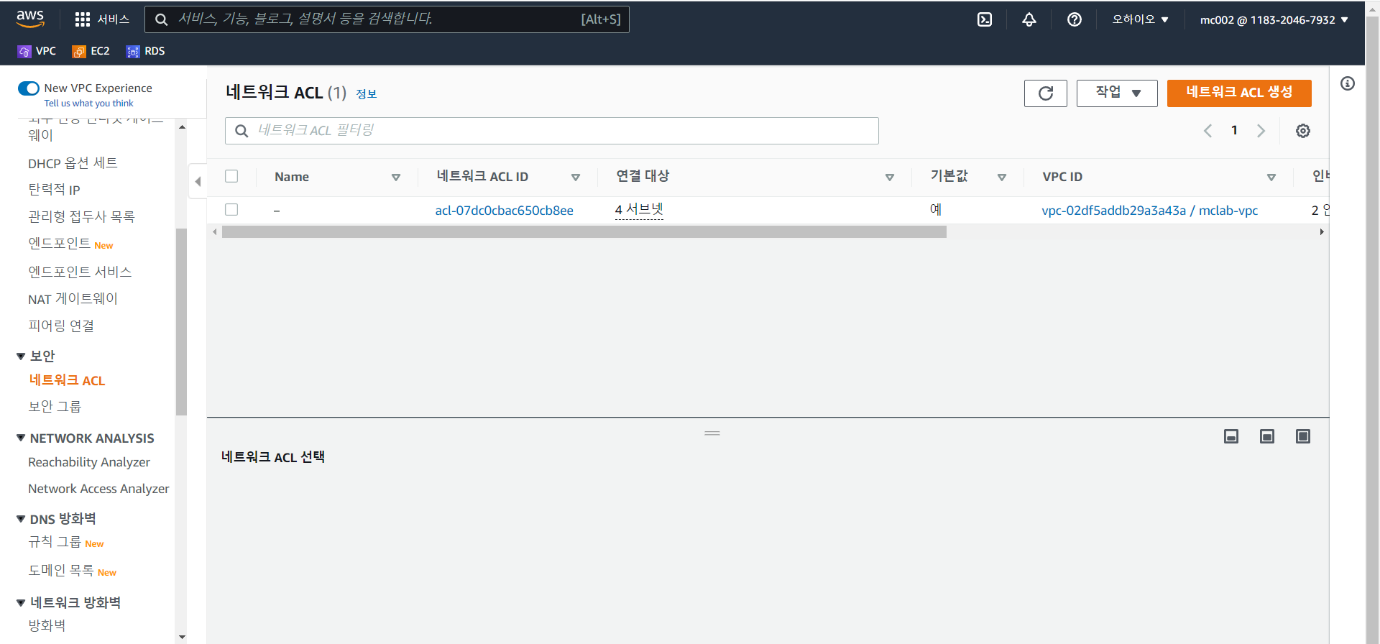 aws 서비스 서비스, 기능, 블로그, 설명서 등을 검색합니다. [Alt+S] 오하이오 ▼ mc002 @ 1183-2046-7932 ▼
VPC EC2 RDS
New VPC Experience
Tell us what you think
웨이
DHCP 옵션 세트
탄력적 IP
관리형 접두사 목록
엔드포인트 New
엔드포인트 서비스
NAT 게이트웨이
피어링 연결
▼ 보안
네트워크 ACL
보안 그룹
▼ NETWORK ANALYSIS
Reachability Analyzer
Network Access Analyzer
▼ DNS 방화벽
규칙 그룹 New
도메인 목록 New
▼ 네트워크 방화벽
방화벽
네트워크 ACL (1) 정보
작업 ▼ 네트워크 ACL 생성
네트워크 ACL 필터링
1
Name 네트워크 ACL ID 연결 대상 기본값 VPC ID
– acl-07dc0cbac650cb8ee 4 서브넷 예 vpc-02df5addb29a3a43a / mclab-vpc 2
네트워크 ACL 선택